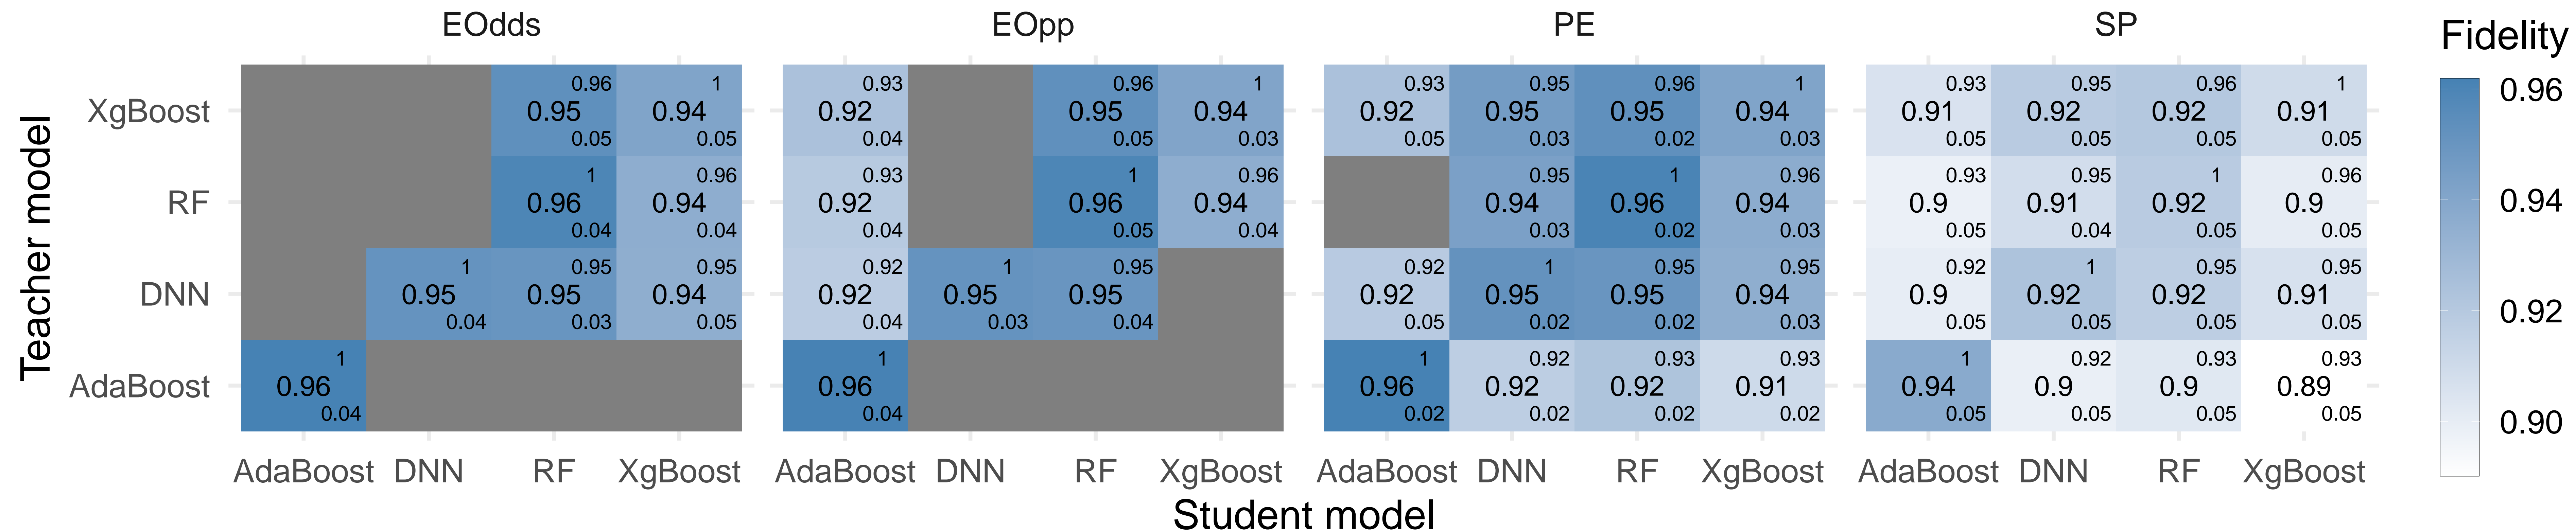 EOdds EOpp PE SP
Fidelity
0.96
0.94
0.92
0.90
Teacher model
XgBoost
RF
DNN
AdaBoost
0.96 1
0.95 0.94
0.05 0.05
1 0.96
0.96 0.94
0.04 0.04
1 0.95 0.95
0.95 0.95 0.94
0.04 0.03 0.05
1
0.96
0.04
AdaBoost DNN RF XgBoost
0.93 0.96 1
0.92 0.95 0.94
0.04 0.05 0.03
0.93 1 0.96
0.92 0.96 0.94
0.04 0.05 0.04
0.92 1 0.95
0.92 0.95 0.95
0.04 0.03 0.04
1
0.96
0.04
AdaBoost DNN RF XgBoost
0.93 0.95 0.96 1
0.92 0.95 0.95 0.94
0.05 0.03 0.02 0.03
0.95 1 0.96
0.94 0.96 0.94
0.03 0.02 0.03
0.92 1 0.95 0.95
0.92 0.95 0.95 0.94
0.05 0.02 0.02 0.03
1 0.92 0.93 0.93
0.96 0.92 0.92 0.91
0.02 0.02 0.02 0.02
AdaBoost DNN RF XgBoost
0.93 0.95 0.96 1
0.91 0.92 0.92 0.91
0.05 0.05 0.05 0.05
0.93 0.95 1 0.96
0.9 0.91 0.92 0.9
0.05 0.04 0.05 0.05
0.92 1 0.95 0.95
0.9 0.92 0.92 0.91
0.05 0.05 0.05 0.05
1 0.92 0.93 0.93
0.94 0.9 0.9 0.89
0.05 0.05 0.05 0.05
AdaBoost DNN RF XgBoost
Student model